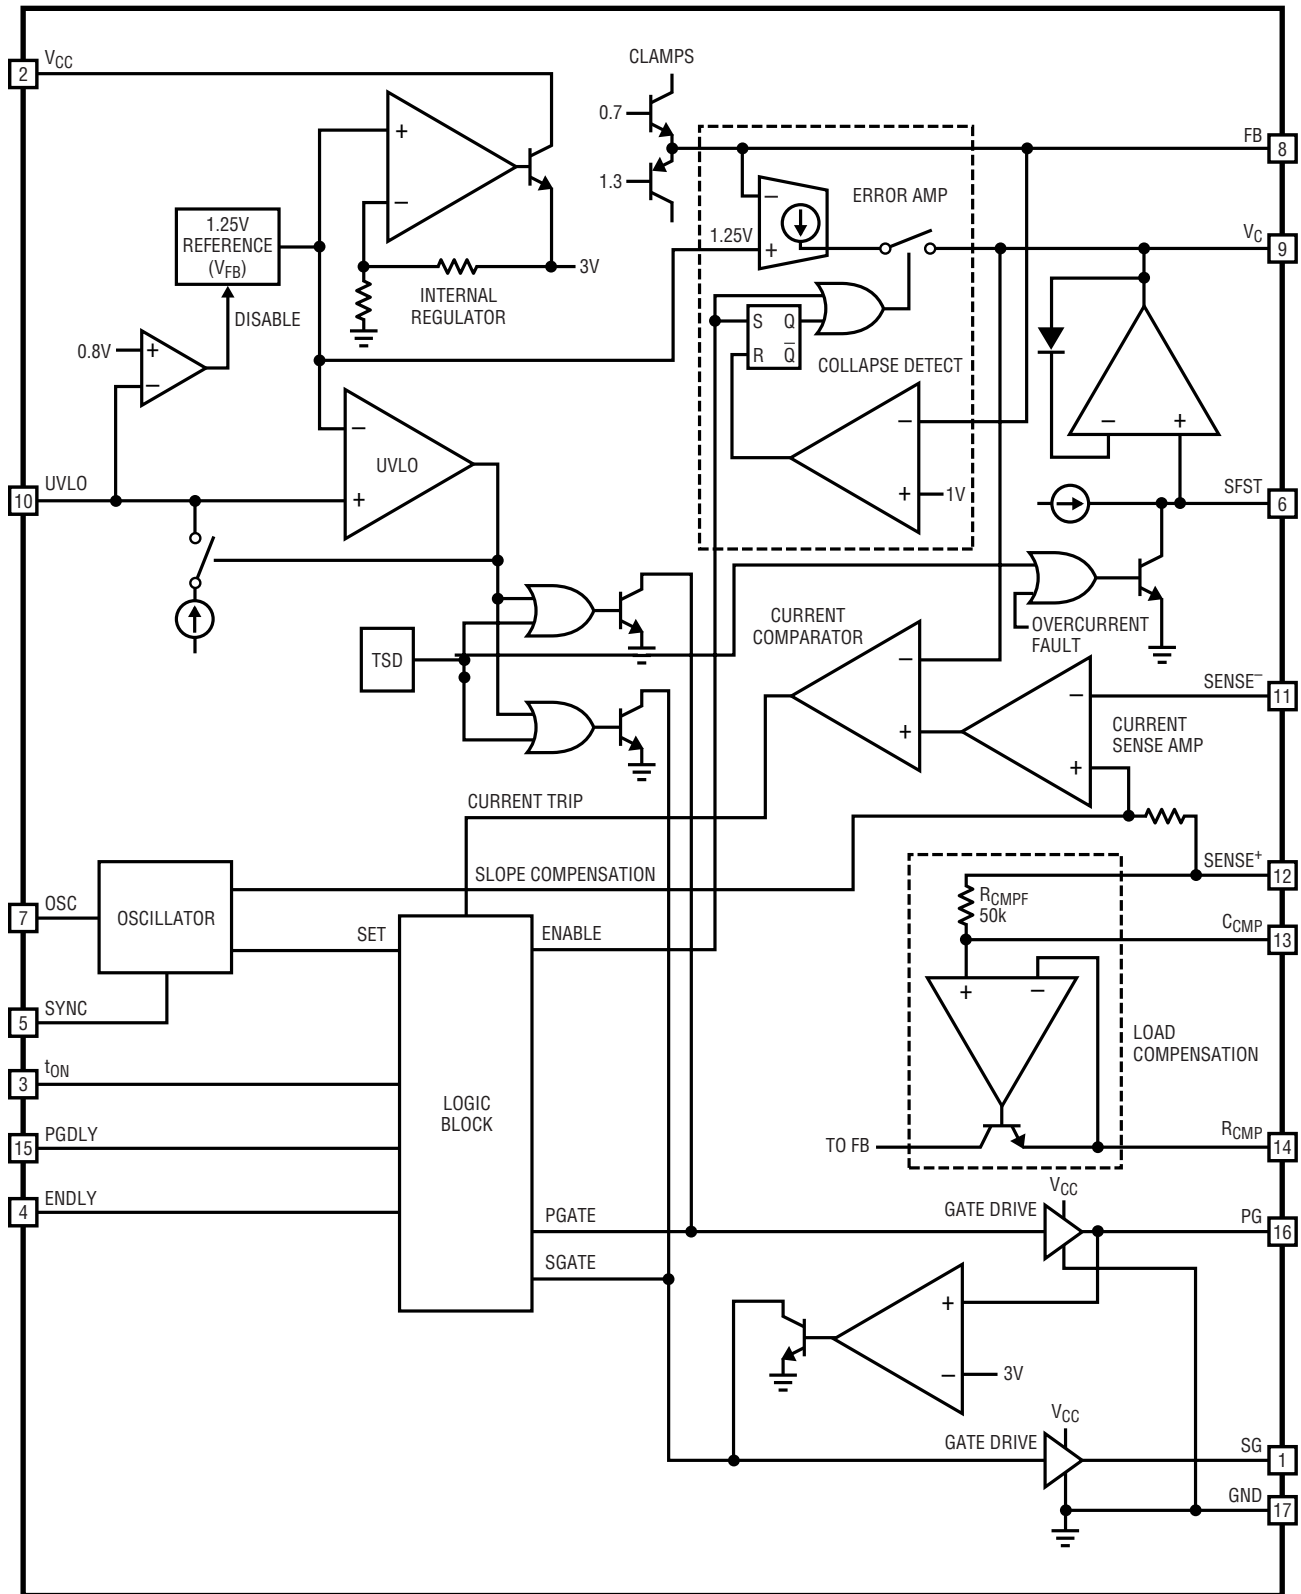 VCC
2
CLAMPS
0.7
1.3
+
−
1.25V
REFERENCE
(VFB)
3V
INTERNAL
REGULATOR
DISABLE
0.8V
+
−
FB
8
ERROR AMP
−
1.25V
+
VC
9
S Q
R Q̅
COLLAPSE DETECT
−
+
1V
−
+
−
UVLO
+
UVLO
10
SFST
6
OVERCURRENT
FAULT
TSD
CURRENT
COMPARATOR
−
+
SENSE−
11
−
+
CURRENT
SENSE AMP
CURRENT TRIP
SLOPE COMPENSATION
SENSE+
12
RCMPF
50k
CCMP
13
+
−
LOAD
COMPENSATION
TO FB
RCMP
14
OSC
7
OSCILLATOR
SET
ENABLE
SYNC
5
tON
3
LOGIC
BLOCK
PGDLY
15
ENDLY
4
PGATE
SGATE
VCC
GATE DRIVE
PG
16
+
−
3V
VCC
GATE DRIVE
SG
1
GND
17